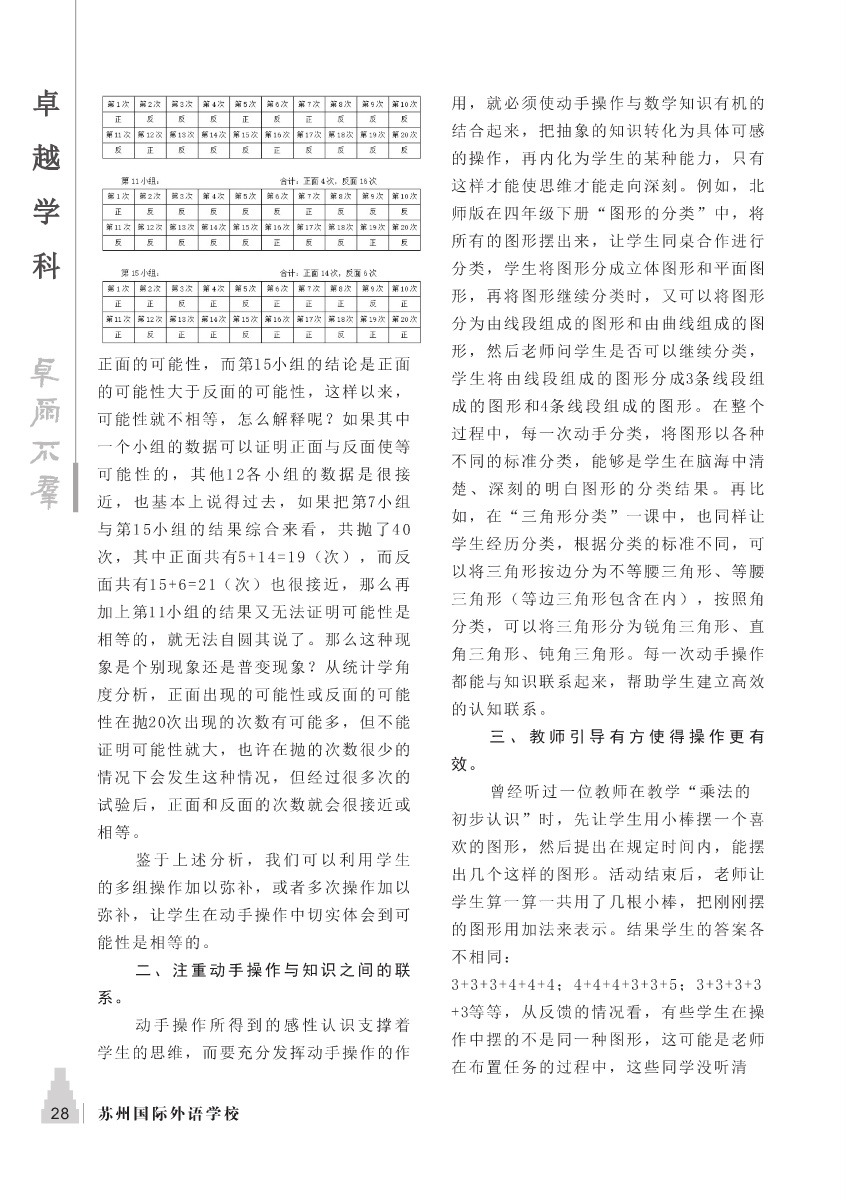 卓越学科
卓尔不群
第1次 第2次 第3次 第4次 第5次 第6次 第7次 第8次 第9次 第10次
正 反 反 反 正 反 正 反 反 反
第11次 第12次 第13次 第14次 第15次 第16次 第17次 第18次 第19次 第20次
反 正 反 反 反 正 反 反 反 反
第11小组： 合计：正面4次，反面16次
第1次 第2次 第3次 第4次 第5次 第6次 第7次 第8次 第9次 第10次
正 反 反 反 反 反 正 反 反 反
第11次 第12次 第13次 第14次 第15次 第16次 第17次 第18次 第19次 第20次
反 反 反 反 反 正 反 反 正 反
第15小组： 合计：正面14次，反面6次
第1次 第2次 第3次 第4次 第5次 第6次 第7次 第8次 第9次 第10次
正 正 反 正 反 正 正 正 反 正
第11次 第12次 第13次 第14次 第15次 第16次 第17次 第18次 第19次 第20次
正 反 正 正 反 正 正 反 正 正
正面的可能性，而第15小组的结论是正面
的可能性大于反面的可能性，这样以来，
可能性就不相等，怎么解释呢？如果其中
一个小组的数据可以证明正面与反面使等
可能性的，其他12各小组的数据是很接
近，也基本上说得过去，如果把第7小组
与第15小组的结果综合来看，共抛了40
次，其中正面共有5+14=19（次），而反
面共有15+6=21（次）也很接近，那么再
加上第11小组的结果又无法证明可能性是
相等的，就无法自圆其说了。那么这种现
象是个别现象还是普变现象？从统计学角
度分析，正面出现的可能性或反面的可能
性在抛20次出现的次数有可能多，但不能
证明可能性就大，也许在抛的次数很少的
情况下会发生这种情况，但经过很多次的
试验后，正面和反面的次数就会很接近或
相等。
鉴于上述分析，我们可以利用学生
的多组操作加以弥补，或者多次操作加以
弥补，让学生在动手操作中切实体会到可
能性是相等的。
二、注重动手操作与知识之间的联
系。
动手操作所得到的感性认识支撑着
学生的思维，而要充分发挥动手操作的作
用，就必须使动手操作与数学知识有机的
结合起来，把抽象的知识转化为具体可感
的操作，再内化为学生的某种能力，只有
这样才能使思维才能走向深刻。例如，北
师版在四年级下册“图形的分类”中，将
所有的图形摆出来，让学生同桌合作进行
分类，学生将图形分成立体图形和平面图
形，再将图形继续分类时，又可以将图形
分为由线段组成的图形和由曲线组成的图
形，然后老师问学生是否可以继续分类，
学生将由线段组成的图形分成3条线段组
成的图形和4条线段组成的图形。在整个
过程中，每一次动手分类，将图形以各种
不同的标准分类，能够是学生在脑海中清
楚、深刻的明白图形的分类结果。再比
如，在“三角形分类”一课中，也同样让
学生经历分类，根据分类的标准不同，可
以将三角形按边分为不等腰三角形、等腰
三角形（等边三角形包含在内），按照角
分类，可以将三角形分为锐角三角形、直
角三角形、钝角三角形。每一次动手操作
都能与知识联系起来，帮助学生建立高效
的认知联系。
三、教师引导有方使得操作更有
效。
曾经听过一位教师在教学“乘法的
初步认识”时，先让学生用小棒摆一个喜
欢的图形，然后提出在规定时间内，能摆
出几个这样的图形。活动结束后，老师让
学生算一算一共用了几根小棒，把刚刚摆
的图形用加法来表示。结果学生的答案各
不相同：
3+3+3+4+4+4；4+4+4+3+3+5；3+3+3+3
+3等等，从反馈的情况看，有些学生在操
作中摆的不是同一种图形，这可能是老师
在布置任务的过程中，这些同学没听清
28 苏州国际外语学校